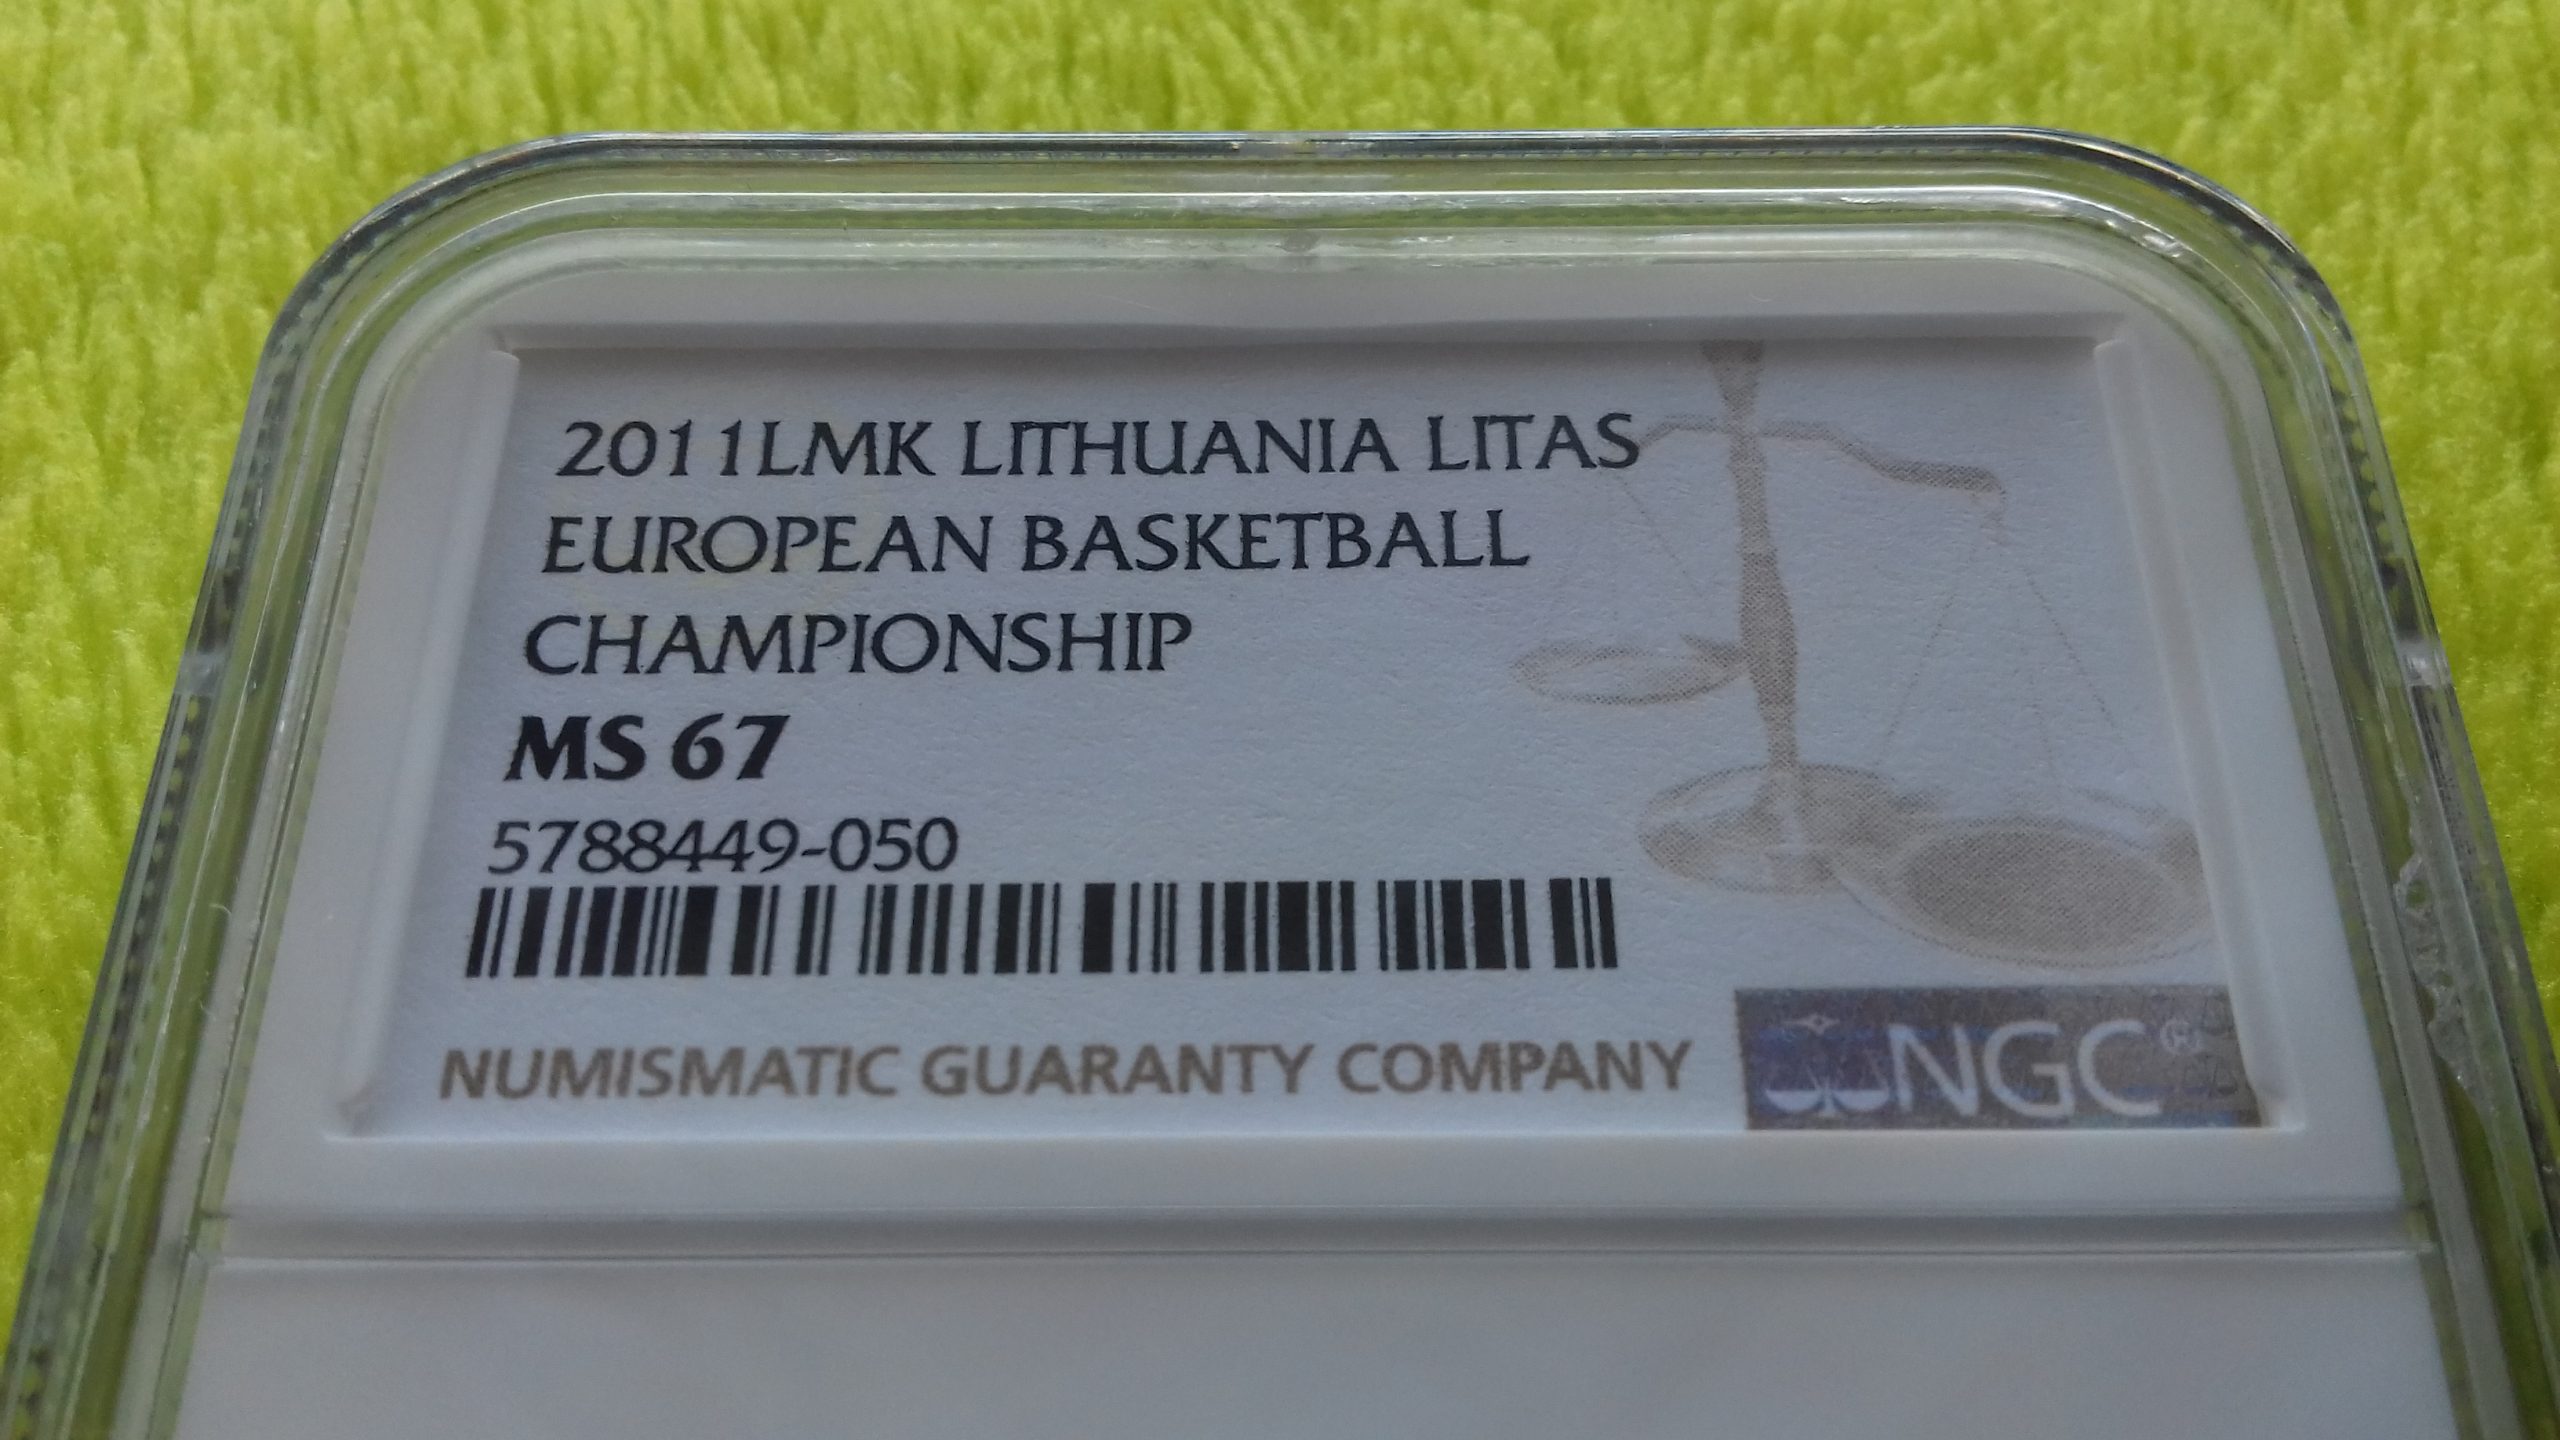 2011LMK LITHUANIA LITAS
EUROPEAN BASKETBALL
CHAMPIONSHIP
MS 67
5788449-050
NUMISMATIC GUARANTY COMPANY
NGC®